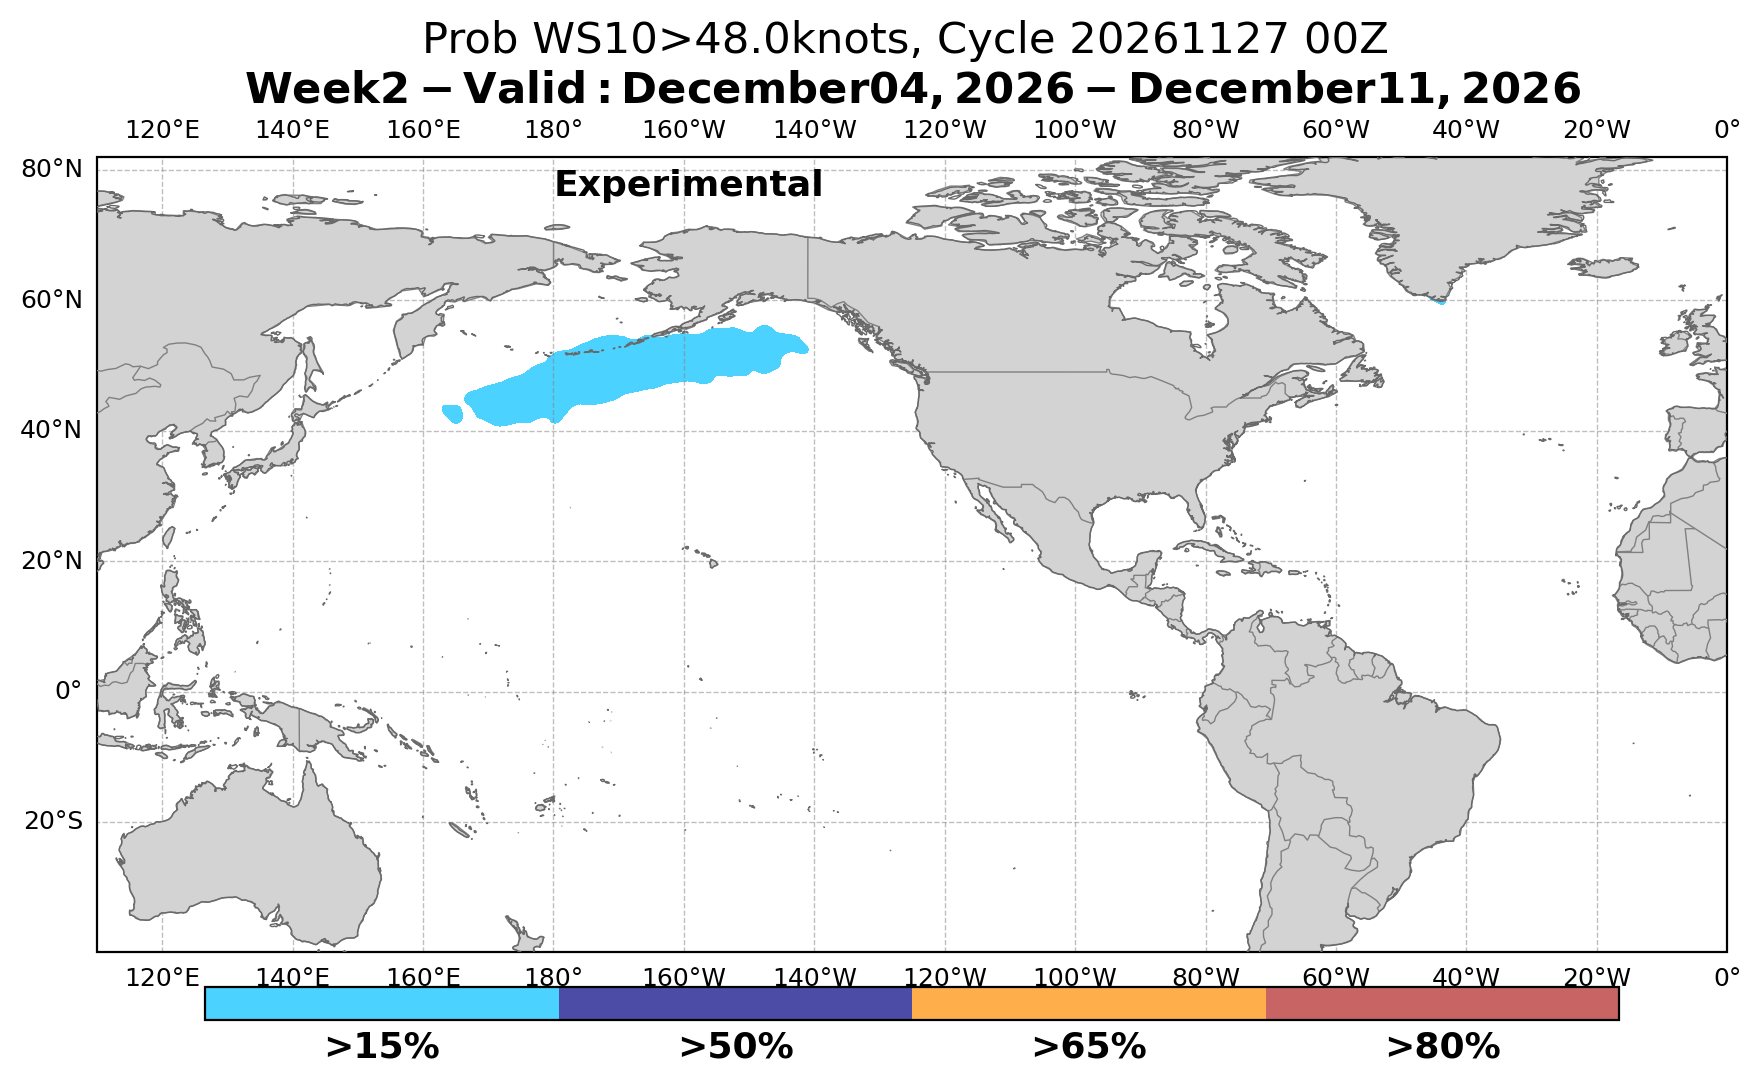 Prob WS10>48.0knots, Cycle 20261127 00Z
Week2 − Valid : December04, 2026 − December11, 2026
120°E 140°E 160°E 180° 160°W 140°W 120°W 100°W 80°W 60°W 40°W 20°W 0°
80°N
Experimental
60°N
40°N
20°N
0°
20°S
120°E 140°E 160°E 180° 160°W 140°W 120°W 100°W 80°W 60°W 40°W 20°W 0°
>15% >50% >65% >80%